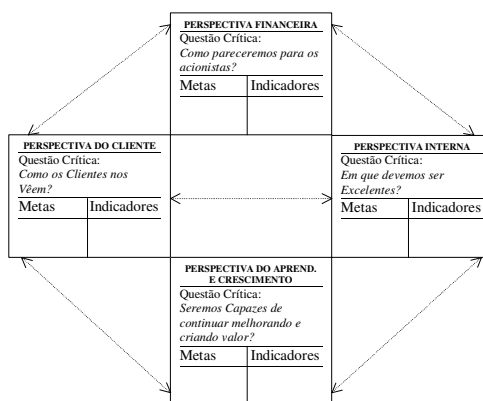 PERSPECTIVA FINANCEIRA
Questão Crítica:
Como pareceremos para os
acionistas?
Metas Indicadores
PERSPECTIVA DO CLIENTE
Questão Crítica:
Como os Clientes nos
Vêem?
Metas Indicadores
PERSPECTIVA INTERNA
Questão Crítica:
Em que devemos ser
Excelentes?
Metas Indicadores
PERSPECTIVA DO APREND.
E CRESCIMENTO
Questão Crítica:
Seremos Capazes de
continuar melhorando e
criando valor?
Metas Indicadores